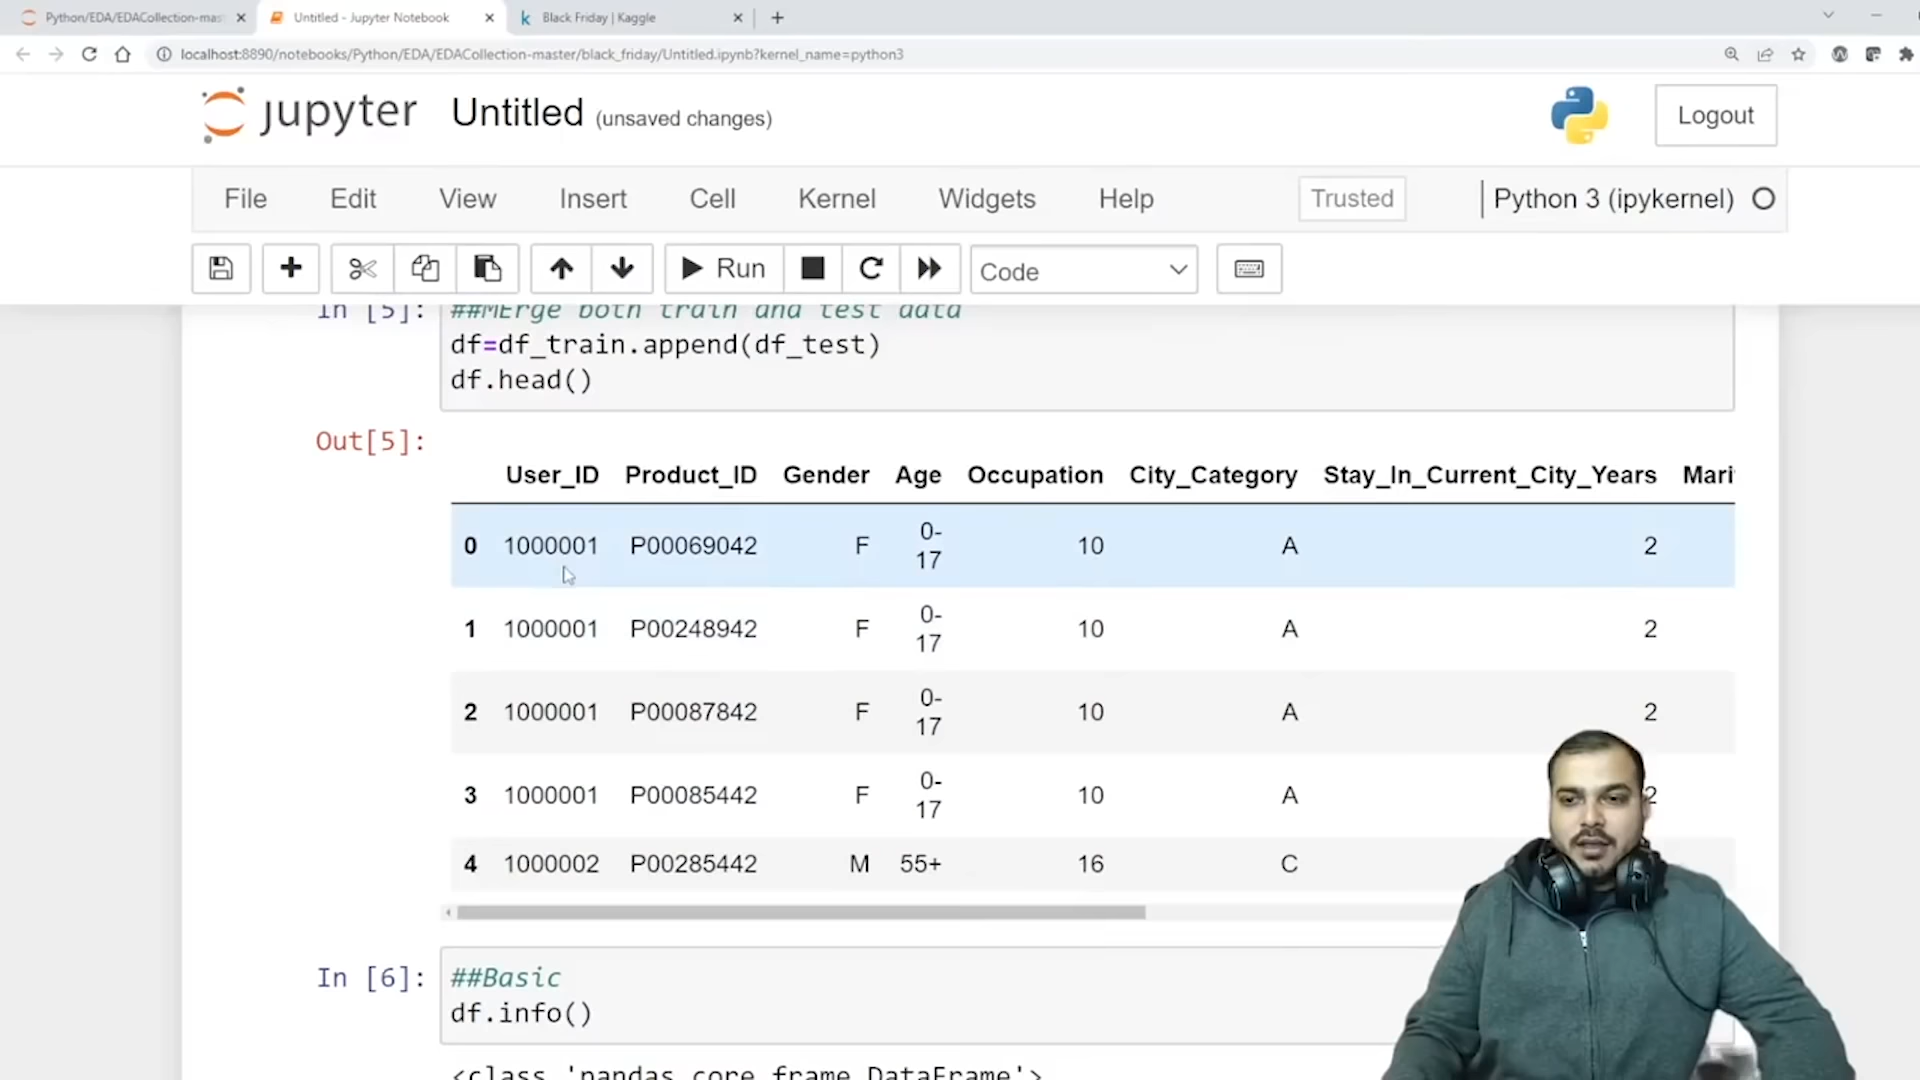 Python/EDA/EDACollection-mas
Untitled - Jupyter Notebook
Black Friday | Kaggle
localhost:8890/notebooks/Python/EDA/EDACollection-master/black_friday/Untitled.ipynb?kernel_name=python3
jupyter Untitled (unsaved changes)
Logout
File Edit View Insert Cell Kernel Widgets Help Trusted Python 3 (ipykernel)
Run Code
In [5]: ##MErge both train and test data
df=df_train.append(df_test)
df.head()
Out[5]:
User_ID Product_ID Gender Age Occupation City_Category Stay_In_Current_City_Years Mari
0 1000001 P00069042 F 0-17 10 A 2
1 1000001 P00248942 F 0-17 10 A 2
2 1000001 P00087842 F 0-17 10 A 2
3 1000001 P00085442 F 0-17 10 A 2
4 1000002 P00285442 M 55+ 16 C
In [6]: ##Basic
df.info()
<class 'pandas.core.frame.DataFrame'>